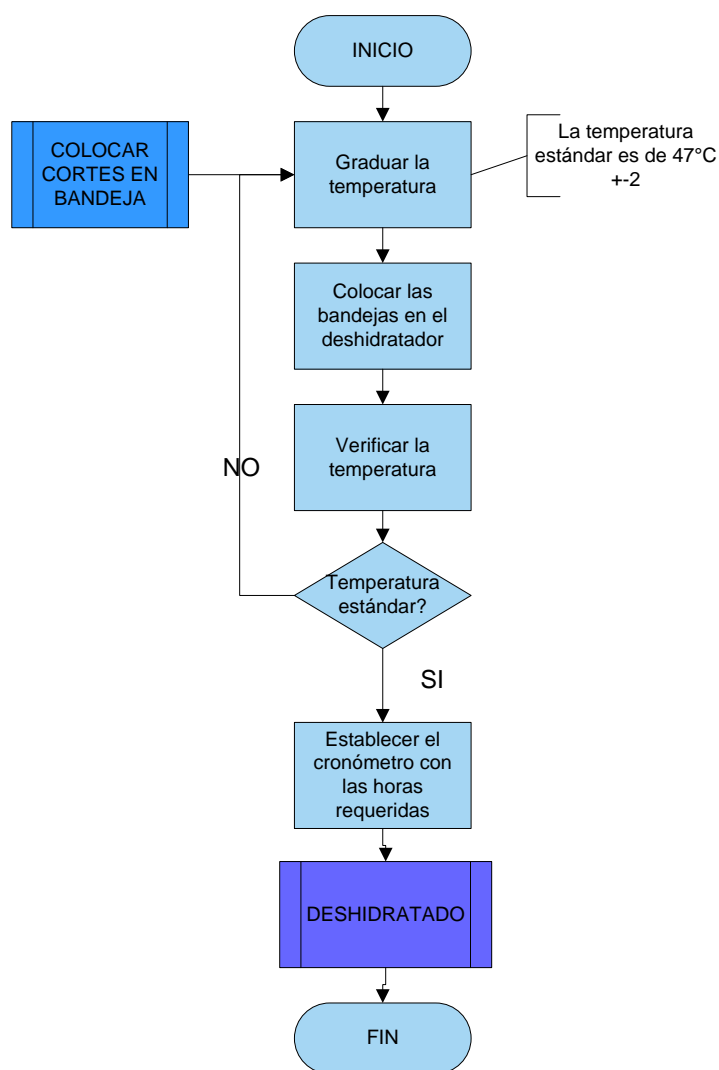 INICIO
COLOCAR
CORTES EN
BANDEJA
Graduar la
temperatura
La temperatura
estándar es de 47°C
+-2
Colocar las
bandejas en el
deshidratador
Verificar la
temperatura
NO
Temperatura
estándar?
SI
Establecer el
cronómetro con
las horas
requeridas
DESHIDRATADO
FIN